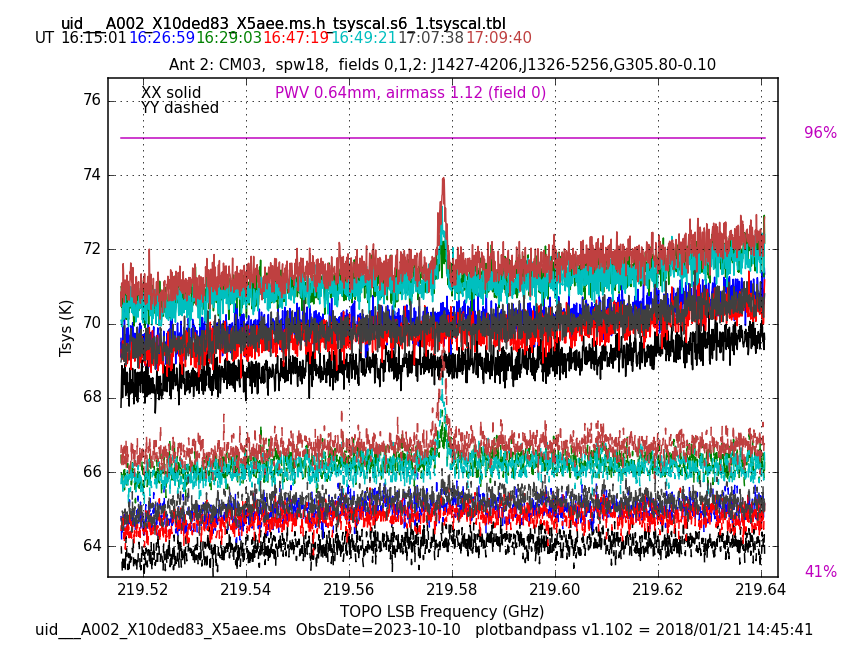 uid___A002_X10ded83_X5aee.ms.h_tsyscal.s6_1.tsyscal.tbl
UT 16:15:01 16:26:59 16:29:03 16:47:19 16:49:21 17:07:38 17:09:40
Ant 2: CM03,  spw18,  fields 0,1,2: J1427-4206,J1326-5256,G305.80-0.10
XX solid
YY dashed
PWV 0.64mm, airmass 1.12 (field 0)
96%
41%
Tsys (K)
76
74
72
70
68
66
64
219.52 219.54 219.56 219.58 219.60 219.62 219.64
TOPO LSB Frequency (GHz)
uid___A002_X10ded83_X5aee.ms  ObsDate=2023-10-10   plotbandpass v1.102 = 2018/01/21 14:45:41